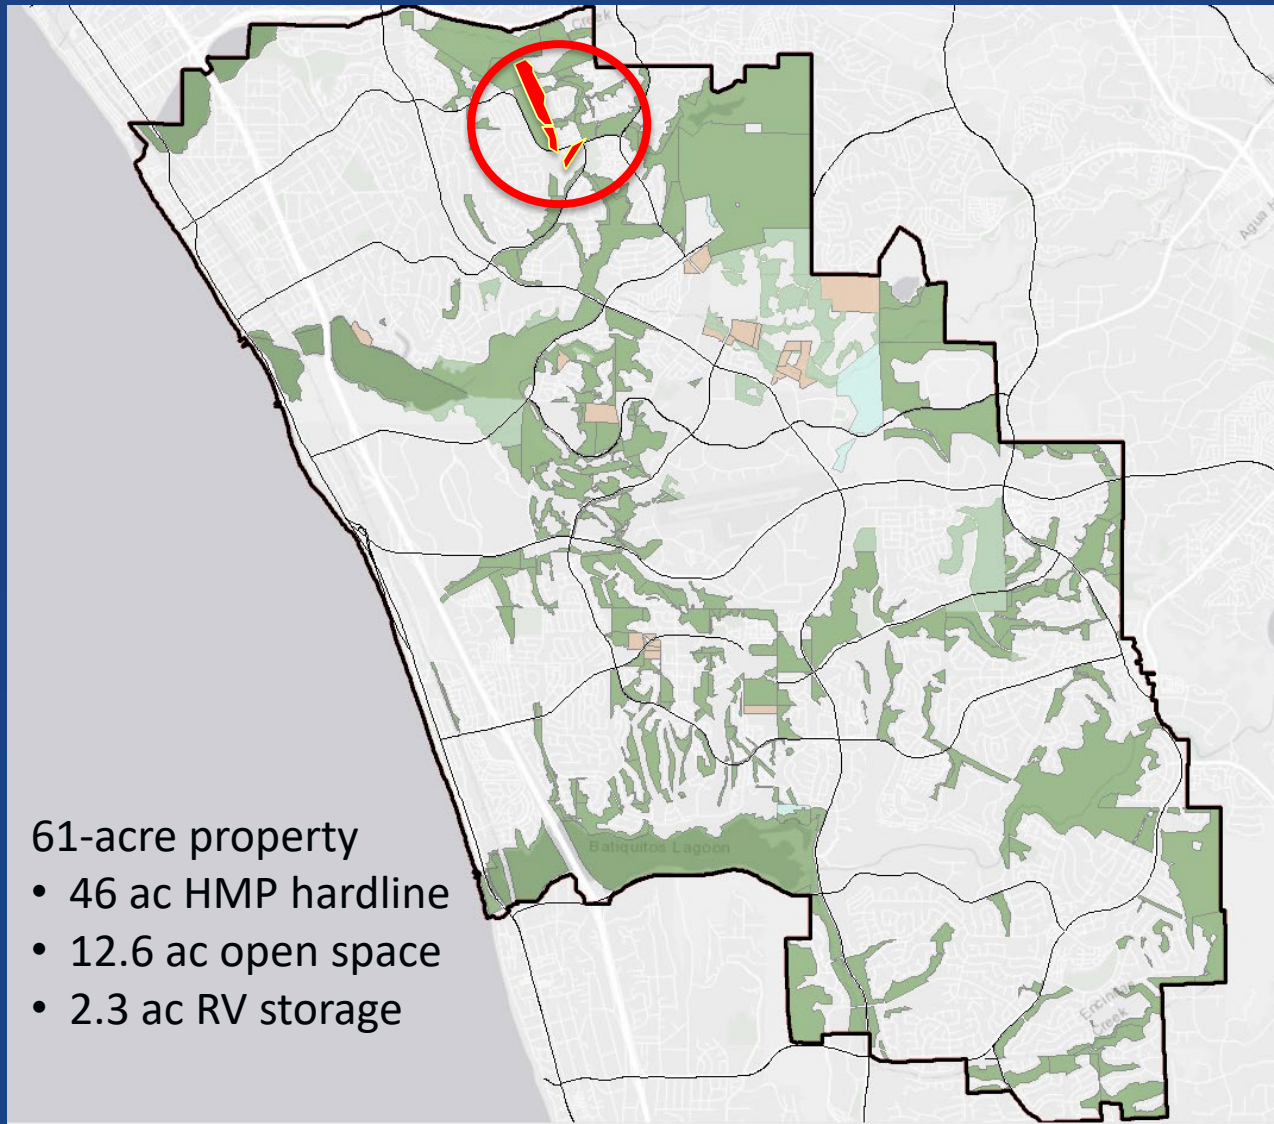 Creek
Agua H
61-acre property
• 46 ac HMP hardline
• 12.6 ac open space
• 2.3 ac RV storage
Batiquitos Lagoon
Encinitas
Creek